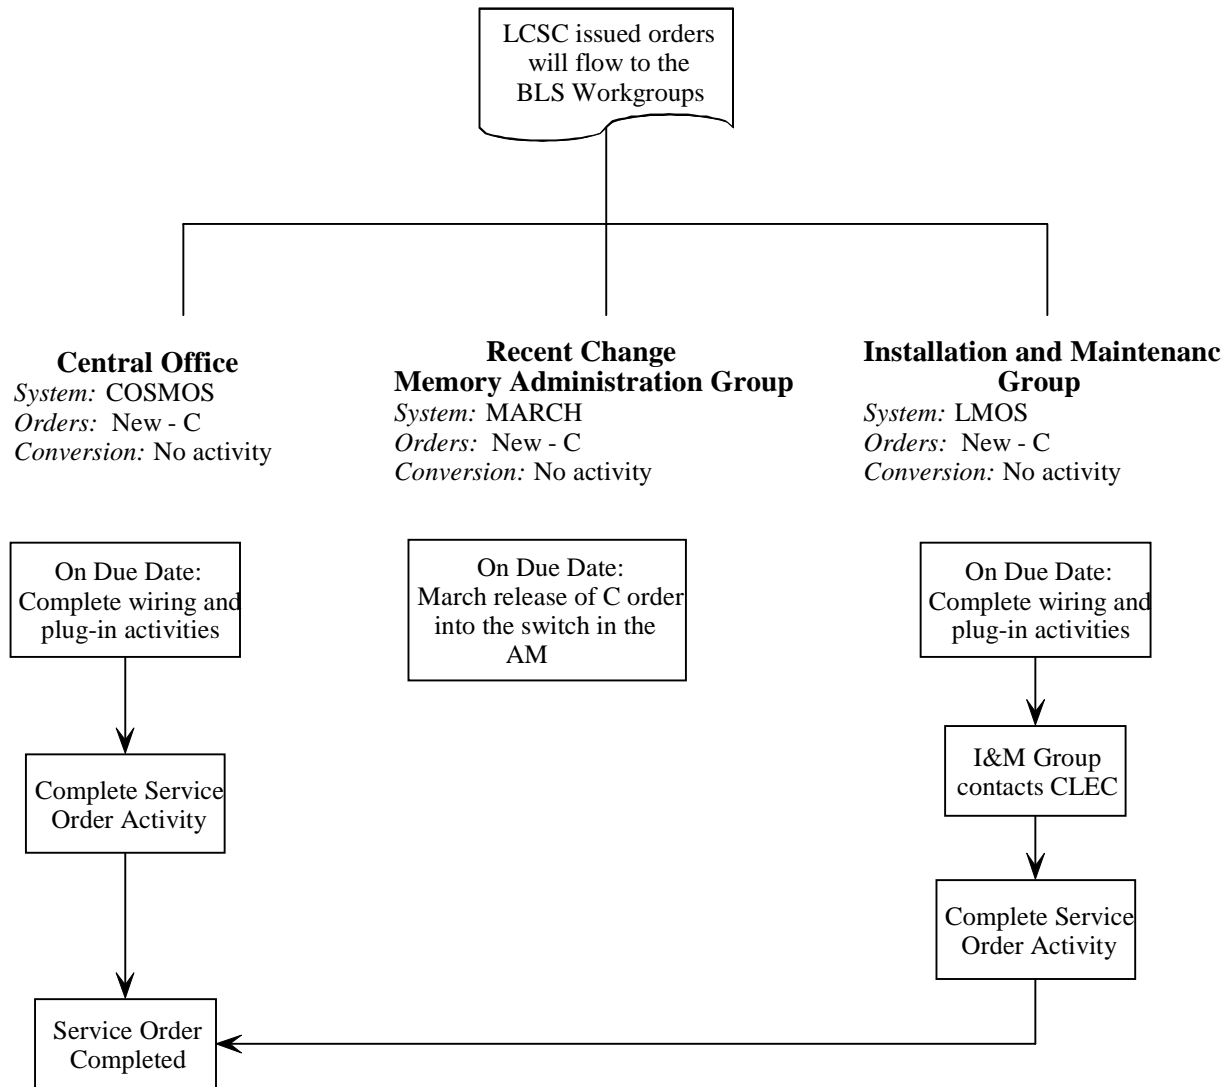 LCSC issued orders
will flow to the
BLS Workgroups
Central Office
System: COSMOS
Orders: New - C
Conversion: No activity
Recent Change
Memory Administration Group
System: MARCH
Orders: New - C
Conversion: No activity
Installation and Maintenanc
Group
System: LMOS
Orders: New - C
Conversion: No activity
On Due Date:
Complete wiring and
plug-in activities
On Due Date:
March release of C order
into the switch in the
AM
On Due Date:
Complete wiring and
plug-in activities
Complete Service
Order Activity
I&M Group
contacts CLEC
Complete Service
Order Activity
Service Order
Completed